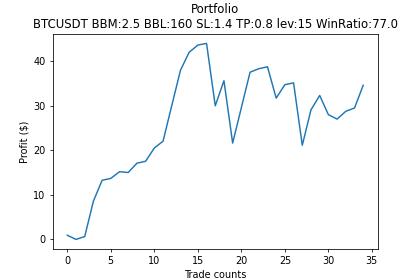 Portfolio
BTCUSDT BBM:2.5 BBL:160 SL:1.4 TP:0.8 lev:15 WinRatio:77.0
40
30
20
10
0
Profit ($)
0 5 10 15 20 25 30 35
Trade counts